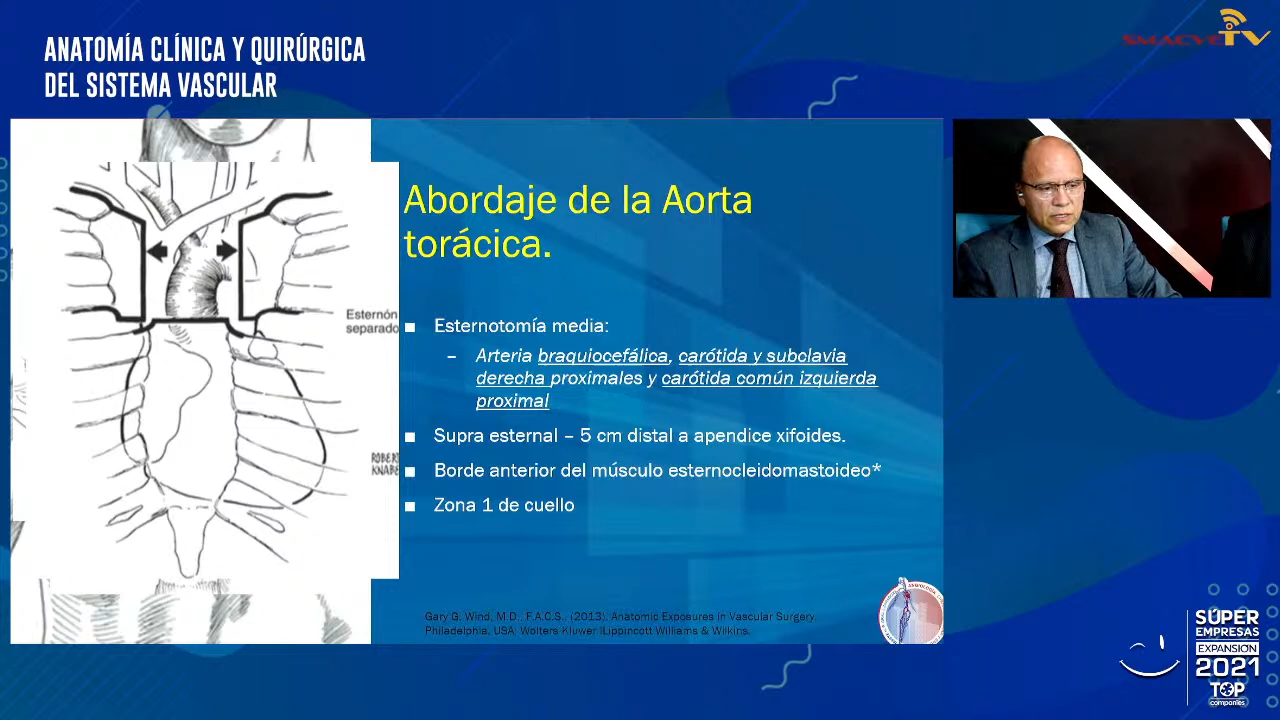 ANATOMÍA CLÍNICA Y QUIRÚRGICA
DEL SISTEMA VASCULAR
SMACVETV
Abordaje de la Aorta
torácica.
Esternón
separado
■ Esternotomía media:
– Arteria braquiocefálica, carótida y subclavia
derecha proximales y carótida común izquierda
proximal
■ Supra esternal – 5 cm distal a apendice xifoides.
■ Borde anterior del músculo esternocleidomastoideo*
■ Zona 1 de cuello
Gary G. Wind, M.D., F.A.C.S., (2013). Anatomic Exposures in Vascular Surgery.
Philadelphia, USA: Wolters Kluwer |Lippincott Williams & Wilkins.
SÚPER
EMPRESAS
EXPANSIÓN
2021
TOP
companies